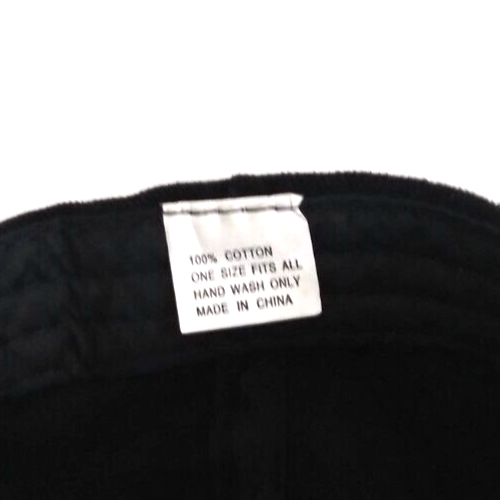 100% COTTON
ONE SIZE FITS ALL
HAND WASH ONLY
MADE IN CHINA